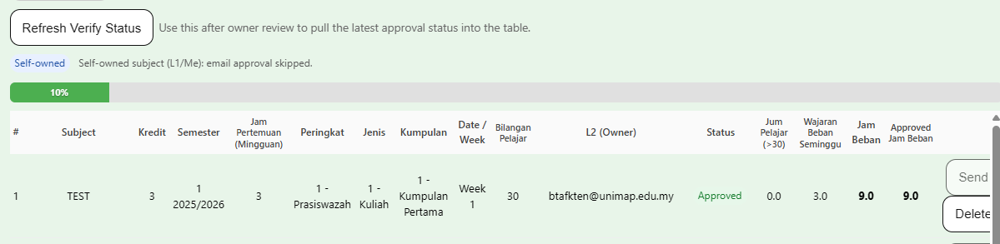 Refresh Verify Status Use this after owner review to pull the latest approval status into the table.
Self-owned Self-owned subject (L1/Me): email approval skipped.
10%
# Subject Kredit Semester Jam Pertemuan (Mingguan) Peringkat Jenis Kumpulan Date / Week Bilangan Pelajar L2 (Owner) Status Jum Pelajar (>30) Wajaran Beban Seminggu Jam Beban Approved Jam Beban
1 TEST 3 1 2025/2026 3 1 - Prasiswazah 1 - Kuliah 1 - Kumpulan Pertama Week 1 30 btafkten@unimap.edu.my Approved 0.0 3.0 9.0 9.0 Send
Delete